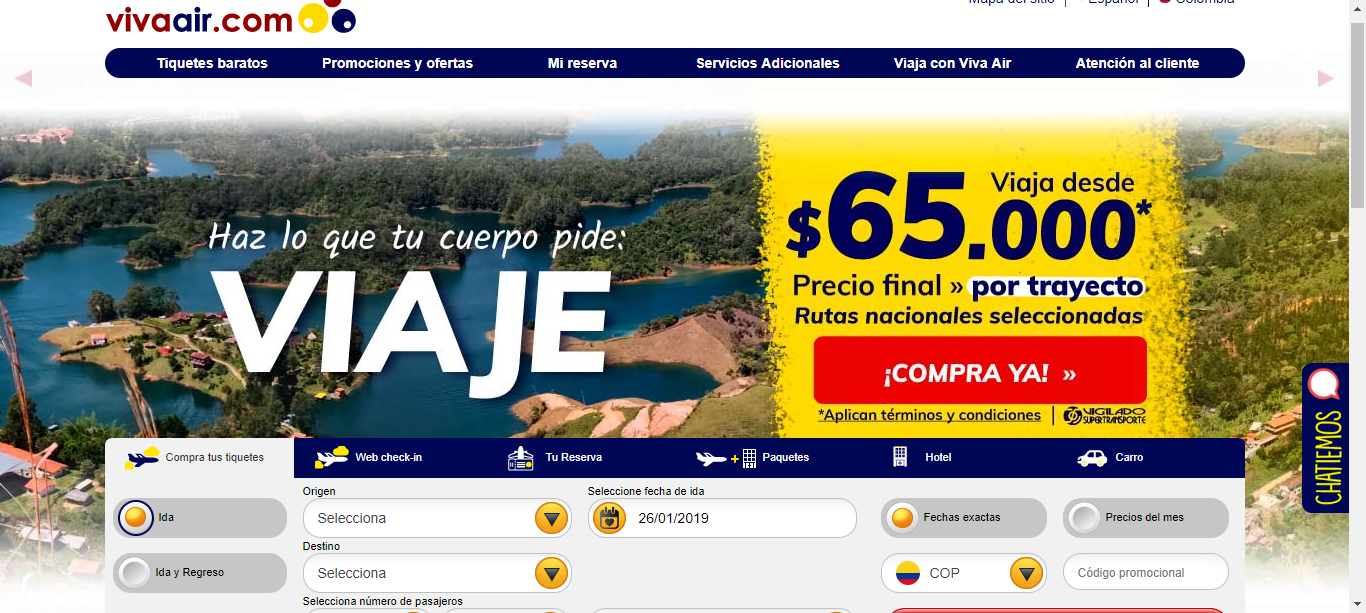 Mapa del sitio | Español | Colombia
vivaair.com
Tiquetes baratos Promociones y ofertas Mi reserva Servicios Adicionales Viaja con Viva Air Atención al cliente
Haz lo que tu cuerpo pide:
VIAJE
Viaja desde
$65.000*
Precio final » por trayecto
Rutas nacionales seleccionadas
¡COMPRA YA! »
*Aplican términos y condiciones | VIGILADO
SUPERTRANSPORTE
CHATIEMOS
Compra tus tiquetes Web check-in Tu Reserva + Paquetes Hotel Carro
Origen Seleccione fecha de ida
Ida Selecciona 26/01/2019 Fechas exactas Precios del mes
Destino
Ida y Regreso Selecciona COP Código promocional
Selecciona número de pasajeros